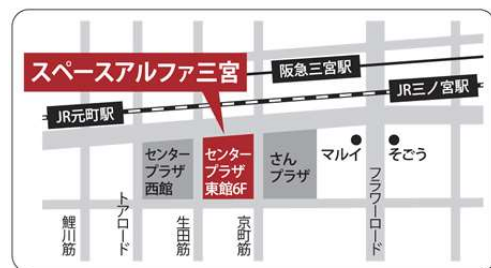 スペースアルファ三宮
阪急三宮駅
JR三ノ宮駅
JR元町駅
センター
プラザ
西館
センター
プラザ
東館6F
さん
プラザ
マルイ
そごう
鯉川筋
トアロード
生田筋
京町筋
フラワーロード